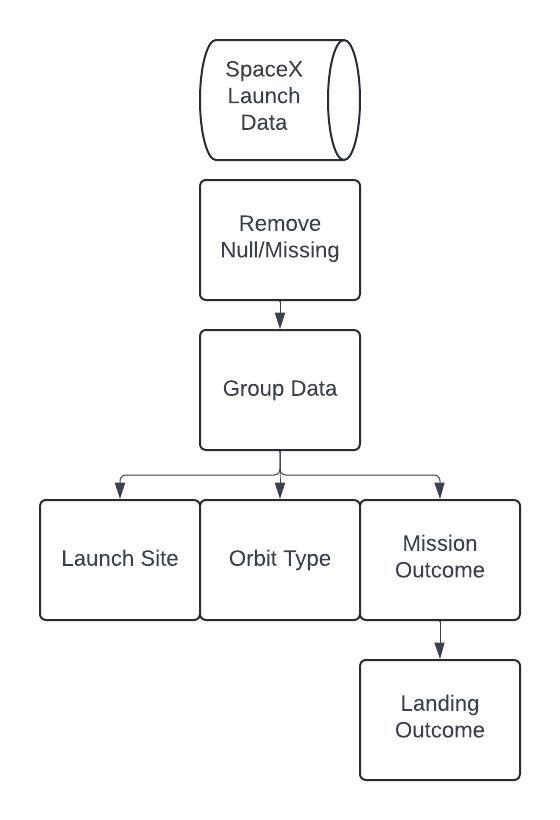 SpaceX
Launch
Data
Remove
Null/Missing
Group Data
Launch Site
Orbit Type
Mission
Outcome
Landing
Outcome